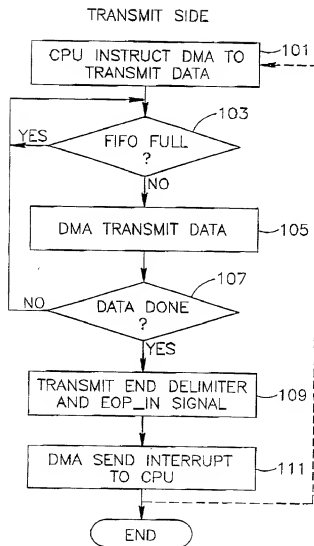 TRANSMIT SIDE
CPU INSTRUCT DMA TO
TRANSMIT DATA
101
FIFO FULL
?
103
YES
NO
DMA TRANSMIT DATA
105
DATA DONE
?
107
NO
YES
TRANSMIT END DELIMITER
AND EOP_IN SIGNAL
109
DMA SEND INTERRUPT
TO CPU
111
END